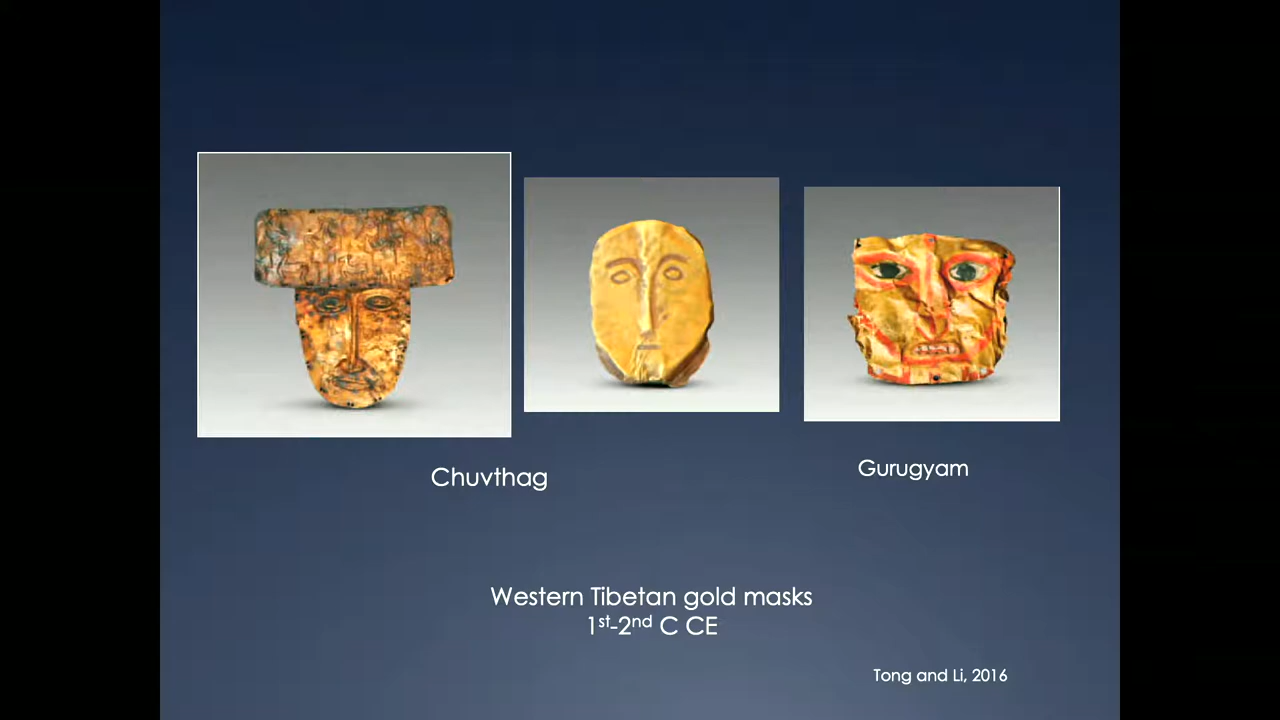 Chuvthag
Gurugyam
Western Tibetan gold masks
1st-2nd C CE
Tong and Li, 2016